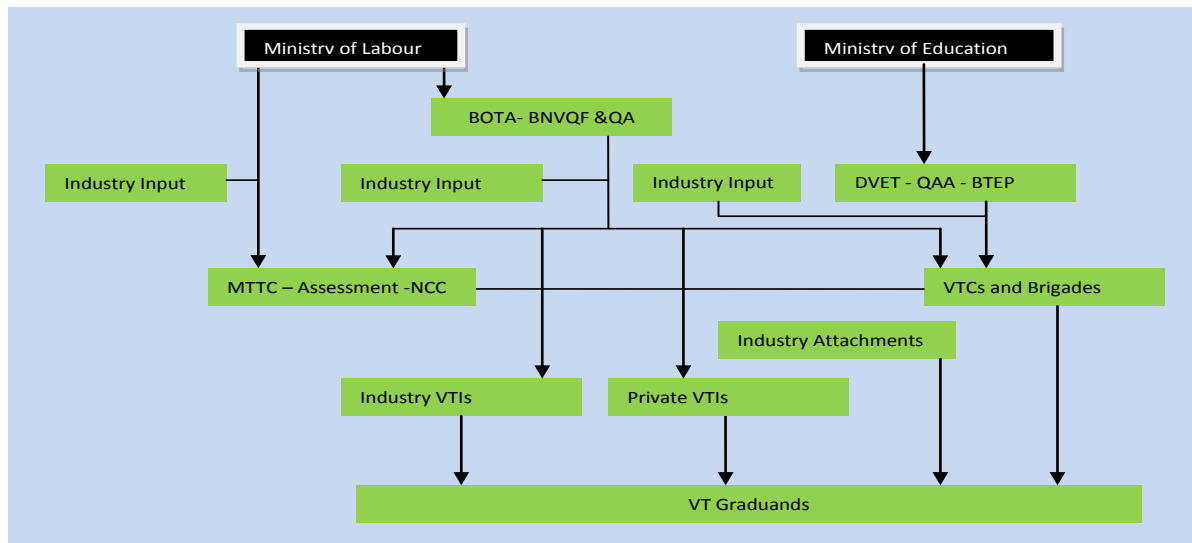 Ministry of Labour
Ministry of Education
BOTA- BNVQF &QA
Industry Input
Industry Input
Industry Input
DVET - QAA - BTEP
MTTC – Assessment -NCC
VTCs and Brigades
Industry Attachments
Industry VTIs
Private VTIs
VT Graduands